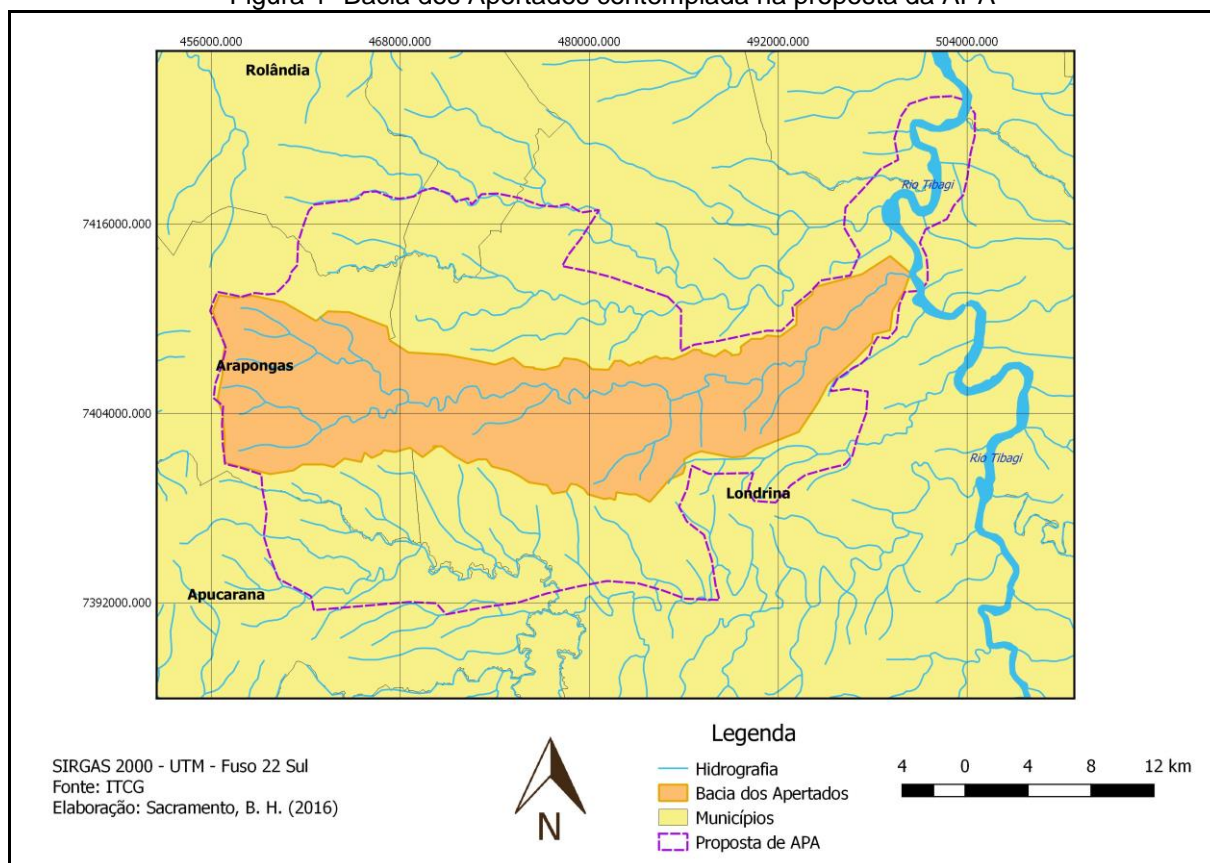 Figura 1- Bacia dos Apertados contemplada na proposta da APA
456000.000 468000.000 480000.000 492000.000 504000.000
Rolândia
Rio Tibagi
7416000.000
Arapongas
7404000.000
Rio Tibagi
Londrina
Apucarana
7392000.000
Legenda
Hidrografia
Bacia dos Apertados
Municípios
Proposta de APA
4 0 4 8 12 km
SIRGAS 2000 - UTM - Fuso 22 Sul
Fonte: ITCG
Elaboração: Sacramento, B. H. (2016)
N